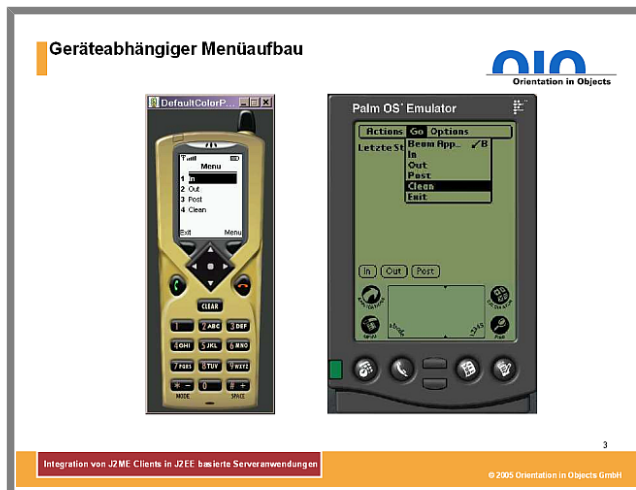 Geräteabhängiger Menüaufbau
Orientation in Objects
DefaultColorP...
Menu
1 In
2 Out
3 Post
4 Clean
Exit Menu
CLEAR
1 2 ABC 3 DEF
4 GHI 5 JKL 6 MNO
7 PQRS 8 TUV 9 WXYZ
* 0 #
MODE SPACE
Palm OS® Emulator
Actions Go Options
Letzte St
Beam App.. /B
In
Out
Post
Clean
Exit
In Out Post
3
Integration von J2ME Clients in J2EE basierte Serveranwendungen
© 2005 Orientation in Objects GmbH